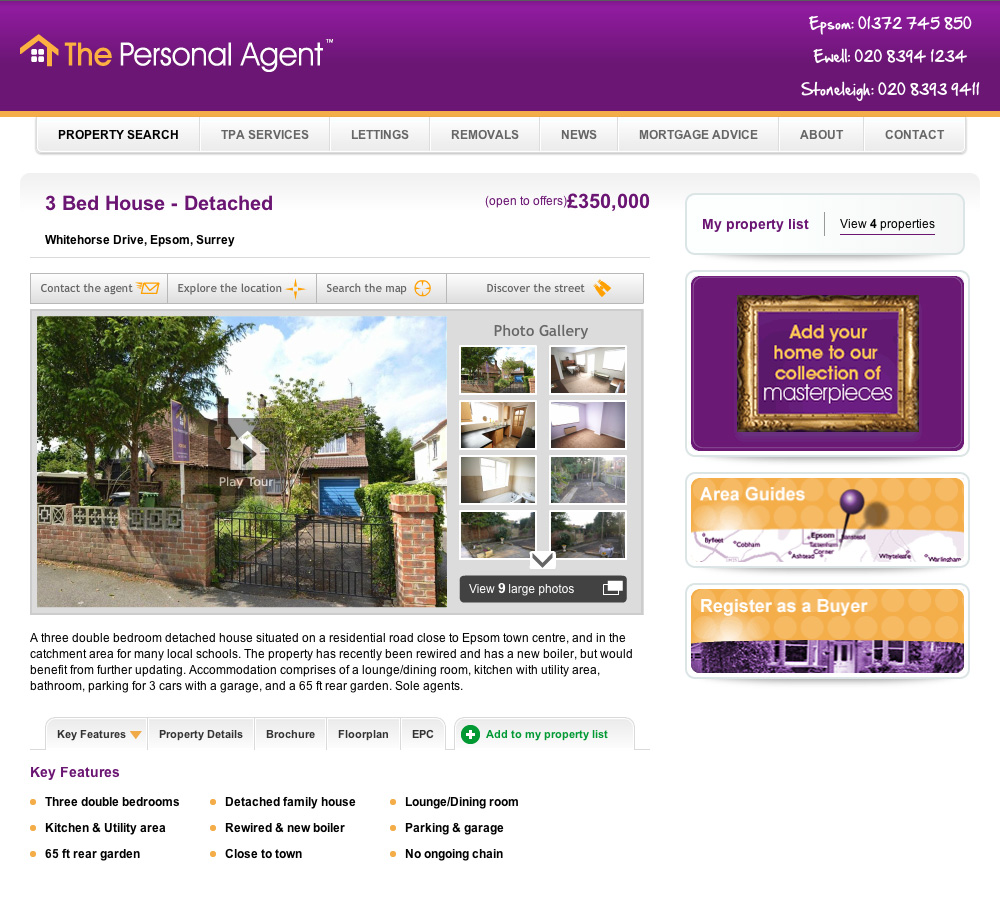 The Personal Agent™
Epsom: 01372 745 850
Ewell: 020 8394 1234
Stoneleigh: 020 8393 9411
PROPERTY SEARCH
TPA SERVICES
LETTINGS
REMOVALS
NEWS
MORTGAGE ADVICE
ABOUT
CONTACT
3 Bed House - Detached
(open to offers)£350,000
Whitehorse Drive, Epsom, Surrey
My property list
View 4 properties
Contact the agent
Explore the location
Search the map
Discover the street
Play Tour
Photo Gallery
View 9 large photos
Add your
home to our
collection of
masterpieces
Area Guides
Byfleet
Cobham
Epsom
Tattenham
Corner
Banstead
Ashstead
Whyteleafe
Warlingham
Register as a Buyer
A three double bedroom detached house situated on a residential road close to Epsom town centre, and in the
catchment area for many local schools. The property has recently been rewired and has a new boiler, but would
benefit from further updating. Accommodation comprises of a lounge/dining room, kitchen with utility area,
bathroom, parking for 3 cars with a garage, and a 65 ft rear garden. Sole agents.
Key Features
Property Details
Brochure
Floorplan
EPC
Add to my property list
Key Features
Three double bedrooms
Detached family house
Lounge/Dining room
Kitchen & Utility area
Rewired & new boiler
Parking & garage
65 ft rear garden
Close to town
No ongoing chain